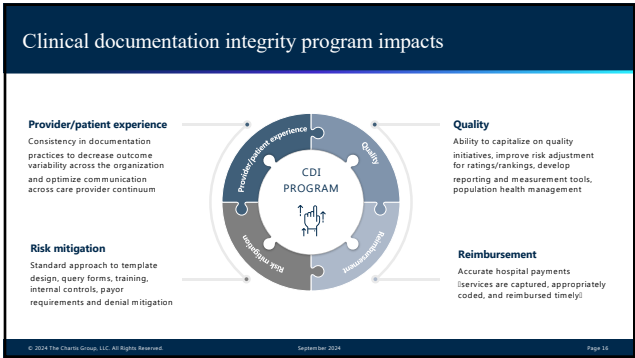 Clinical documentation integrity program impacts
Provider/patient experience
Consistency in documentation
practices to decrease outcome
variability across the organization
and optimize communication
across care provider continuum
Risk mitigation
Standard approach to template
design, query forms, training,
internal controls, payor
requirements and denial mitigation
Provider/patient experience
Quality
Reimbursement
Risk mitigation
CDI
PROGRAM
Quality
Ability to capitalize on quality
initiatives, improve risk adjustment
for ratings/rankings, develop
reporting and measurement tools,
population health management
Reimbursement
Accurate hospital payments
▯services are captured, appropriately
coded, and reimbursed timely▯
© 2024 The Chartis Group, LLC. All Rights Reserved.
September 2024
Page 16